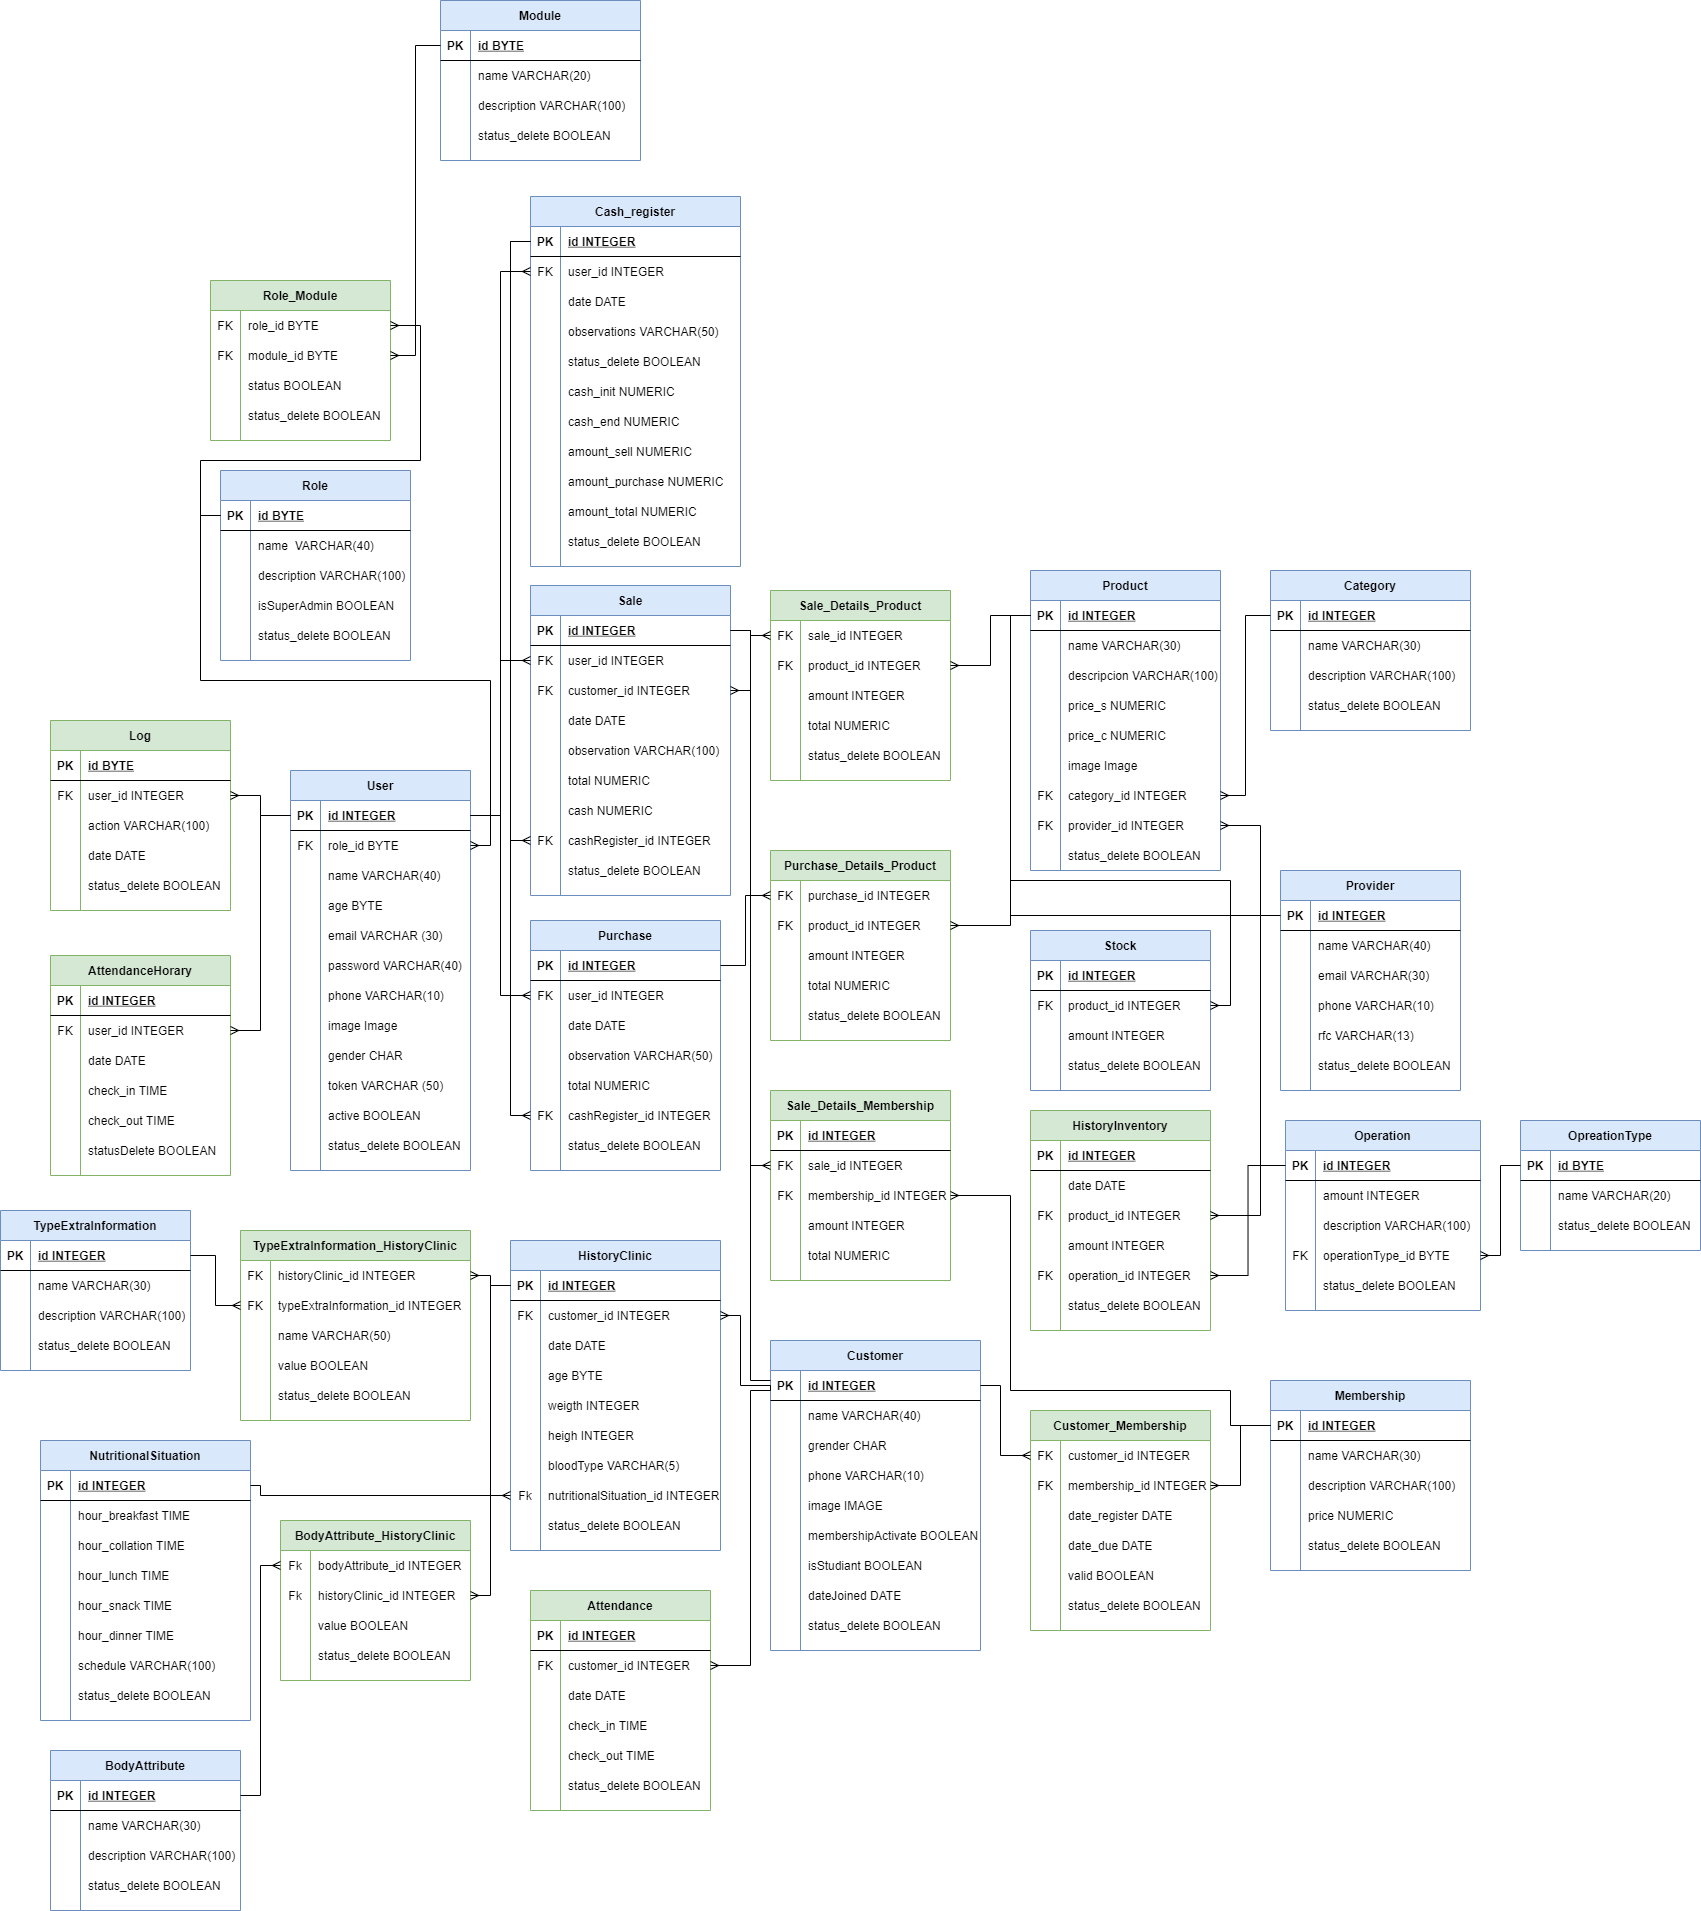 Module
PK id BYTE
name VARCHAR(20)
description VARCHAR(100)
status_delete BOOLEAN
Cash_register
PK id INTEGER
FK user_id INTEGER
date DATE
observations VARCHAR(50)
status_delete BOOLEAN
cash_init NUMERIC
cash_end NUMERIC
amount_sell NUMERIC
amount_purchase NUMERIC
amount_total NUMERIC
status_delete BOOLEAN
Role_Module
FK role_id BYTE
FK module_id BYTE
status BOOLEAN
status_delete BOOLEAN
Role
PK id BYTE
name VARCHAR(40)
description VARCHAR(100)
isSuperAdmin BOOLEAN
status_delete BOOLEAN
Sale
PK id INTEGER
FK user_id INTEGER
FK customer_id INTEGER
date DATE
observation VARCHAR(100)
total NUMERIC
cash NUMERIC
FK cashRegister_id INTEGER
status_delete BOOLEAN
Sale_Details_Product
FK sale_id INTEGER
FK product_id INTEGER
amount INTEGER
total NUMERIC
status_delete BOOLEAN
Product
PK id INTEGER
name VARCHAR(30)
descripcion VARCHAR(100)
price_s NUMERIC
price_c NUMERIC
image Image
FK category_id INTEGER
FK provider_id INTEGER
status_delete BOOLEAN
Category
PK id INTEGER
name VARCHAR(30)
description VARCHAR(100)
status_delete BOOLEAN
Log
PK id BYTE
FK user_id INTEGER
action VARCHAR(100)
date DATE
status_delete BOOLEAN
User
PK id INTEGER
FK role_id BYTE
name VARCHAR(40)
age BYTE
email VARCHAR (30)
password VARCHAR(40)
phone VARCHAR(10)
image Image
gender CHAR
token VARCHAR (50)
active BOOLEAN
status_delete BOOLEAN
Purchase_Details_Product
FK purchase_id INTEGER
FK product_id INTEGER
amount INTEGER
total NUMERIC
status_delete BOOLEAN
Provider
PK id INTEGER
name VARCHAR(40)
email VARCHAR(30)
phone VARCHAR(10)
rfc VARCHAR(13)
status_delete BOOLEAN
Purchase
PK id INTEGER
FK user_id INTEGER
date DATE
observation VARCHAR(50)
total NUMERIC
FK cashRegister_id INTEGER
status_delete BOOLEAN
Stock
PK id INTEGER
FK product_id INTEGER
amount INTEGER
status_delete BOOLEAN
AttendanceHorary
PK id INTEGER
FK user_id INTEGER
date DATE
check_in TIME
check_out TIME
statusDelete BOOLEAN
Sale_Details_Membership
PK id INTEGER
FK sale_id INTEGER
FK membership_id INTEGER
amount INTEGER
total NUMERIC
HistoryInventory
PK id INTEGER
date DATE
FK product_id INTEGER
amount INTEGER
FK operation_id INTEGER
status_delete BOOLEAN
Operation
PK id INTEGER
amount INTEGER
description VARCHAR(100)
FK operationType_id BYTE
status_delete BOOLEAN
OpreationType
PK id BYTE
name VARCHAR(20)
status_delete BOOLEAN
TypeExtraInformation
PK id INTEGER
name VARCHAR(30)
description VARCHAR(100)
status_delete BOOLEAN
TypeExtraInformation_HistoryClinic
FK historyClinic_id INTEGER
FK typeExtraInformation_id INTEGER
name VARCHAR(50)
value BOOLEAN
status_delete BOOLEAN
HistoryClinic
PK id INTEGER
FK customer_id INTEGER
date DATE
age BYTE
weigth INTEGER
heigh INTEGER
bloodType VARCHAR(5)
Fk nutritionalSituation_id INTEGER
status_delete BOOLEAN
Customer
PK id INTEGER
name VARCHAR(40)
grender CHAR
phone VARCHAR(10)
image IMAGE
membershipActivate BOOLEAN
isStudiant BOOLEAN
dateJoined DATE
status_delete BOOLEAN
Membership
PK id INTEGER
name VARCHAR(30)
description VARCHAR(100)
price NUMERIC
status_delete BOOLEAN
Customer_Membership
FK customer_id INTEGER
FK membership_id INTEGER
date_register DATE
date_due DATE
valid BOOLEAN
status_delete BOOLEAN
NutritionalSituation
PK id INTEGER
hour_breakfast TIME
hour_collation TIME
hour_lunch TIME
hour_snack TIME
hour_dinner TIME
schedule VARCHAR(100)
status_delete BOOLEAN
BodyAttribute_HistoryClinic
Fk bodyAttribute_id INTEGER
Fk historyClinic_id INTEGER
value BOOLEAN
status_delete BOOLEAN
Attendance
PK id INTEGER
FK customer_id INTEGER
date DATE
check_in TIME
check_out TIME
status_delete BOOLEAN
BodyAttribute
PK id INTEGER
name VARCHAR(30)
description VARCHAR(100)
status_delete BOOLEAN